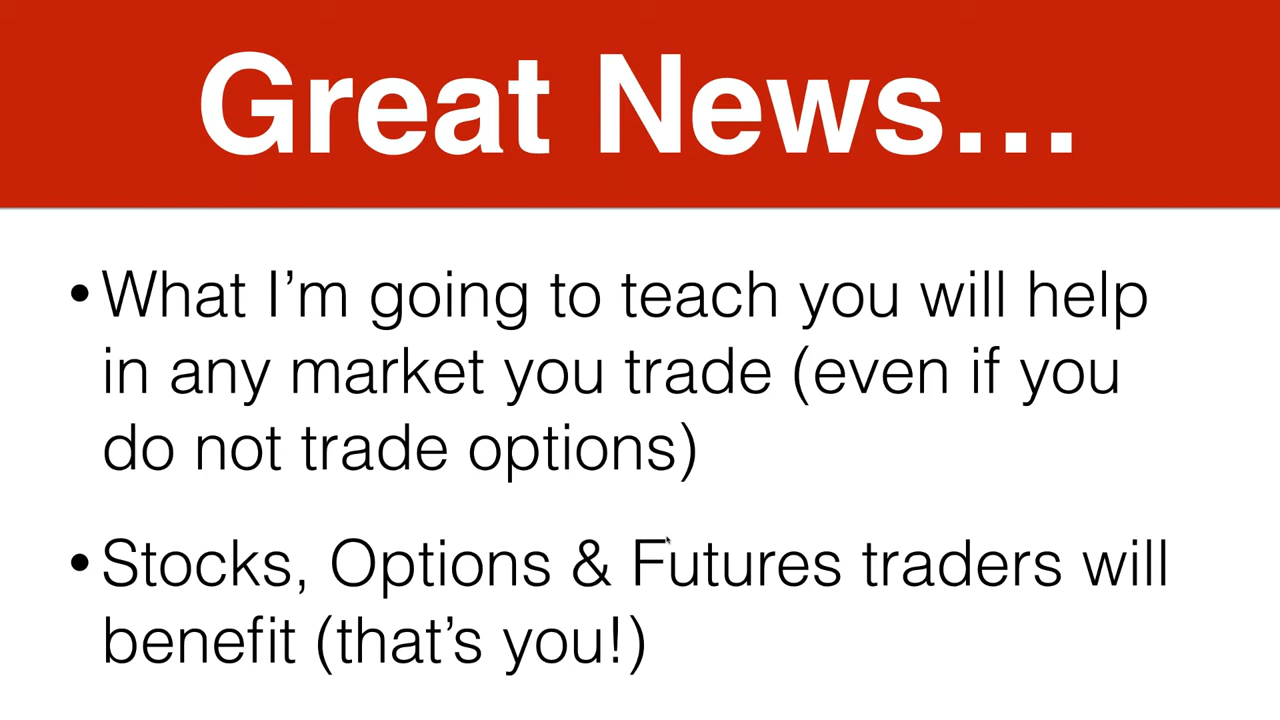 Great News...
• What I’m going to teach you will help
in any market you trade (even if you
do not trade options)
• Stocks, Options & Futures traders will
benefit (that’s you!)